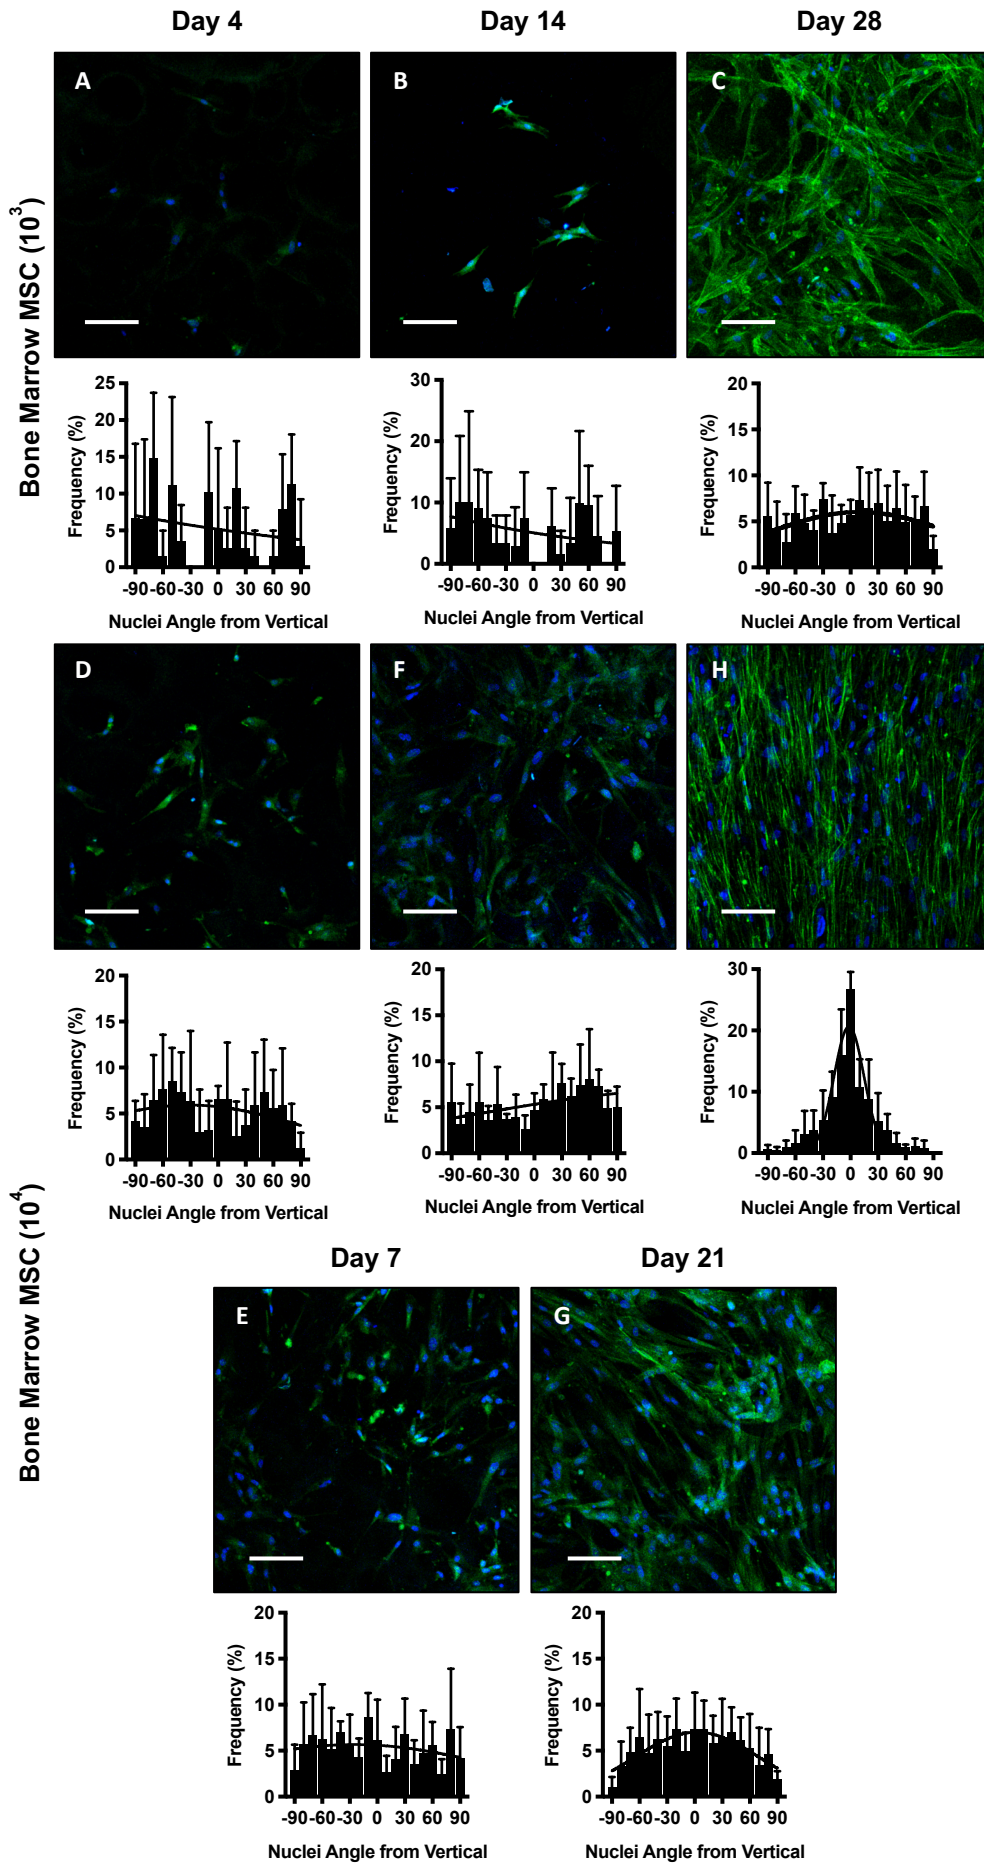 Day 4
Day 14
Day 28
Bone Marrow MSC (10³)
A
B
C
Frequency (%)
25
20
15
10
5
0
-90 -60 -30 0 30 60 90
Nuclei Angle from Vertical
Frequency (%)
30
20
10
0
-90 -60 -30 0 30 60 90
Nuclei Angle from Vertical
Frequency (%)
20
15
10
5
0
-90 -60 -30 0 30 60 90
Nuclei Angle from Vertical
Bone Marrow MSC (10⁴)
D
F
H
Frequency (%)
20
15
10
5
0
-90 -60 -30 0 30 60 90
Nuclei Angle from Vertical
Frequency (%)
20
15
10
5
0
-90 -60 -30 0 30 60 90
Nuclei Angle from Vertical
Frequency (%)
30
20
10
0
-90 -60 -30 0 30 60 90
Nuclei Angle from Vertical
Day 7
Day 21
E
G
Frequency (%)
20
15
10
5
0
-90 -60 -30 0 30 60 90
Nuclei Angle from Vertical
Frequency (%)
20
15
10
5
0
-90 -60 -30 0 30 60 90
Nuclei Angle from Vertical